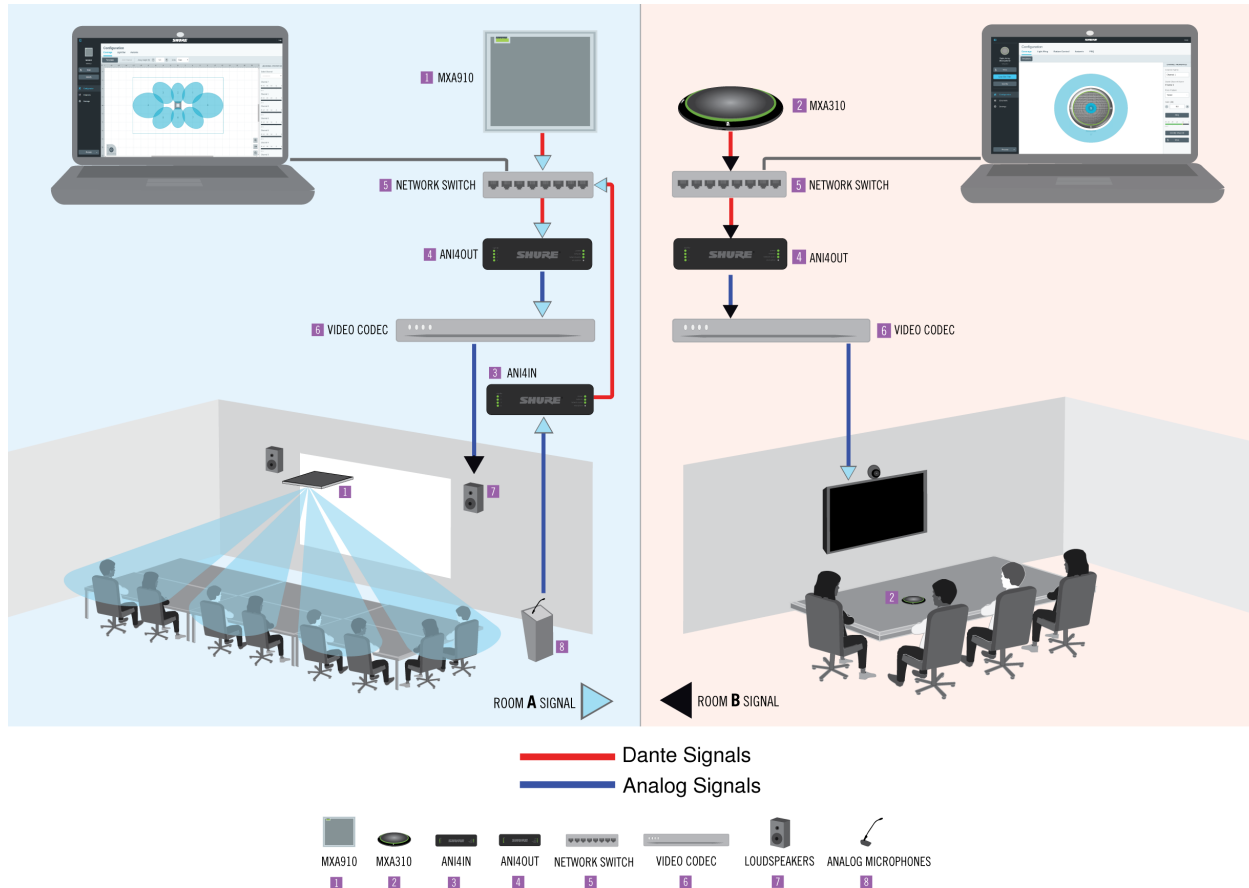 SHURE
Configuration
1 MXA910
5 NETWORK SWITCH
4 ANI4OUT
SHURE
6 VIDEO CODEC
3 ANI4IN
SHURE
1
7
8
ROOM A SIGNAL
SHURE
Configuration
2 MXA310
5 NETWORK SWITCH
SHURE
4 ANI4OUT
6 VIDEO CODEC
2
ROOM B SIGNAL
Dante Signals
Analog Signals
MXA910
MXA310
ANI4IN
ANI4OUT
NETWORK SWITCH
VIDEO CODEC
LOUDSPEAKERS
ANALOG MICROPHONES
1
2
3
4
5
6
7
8